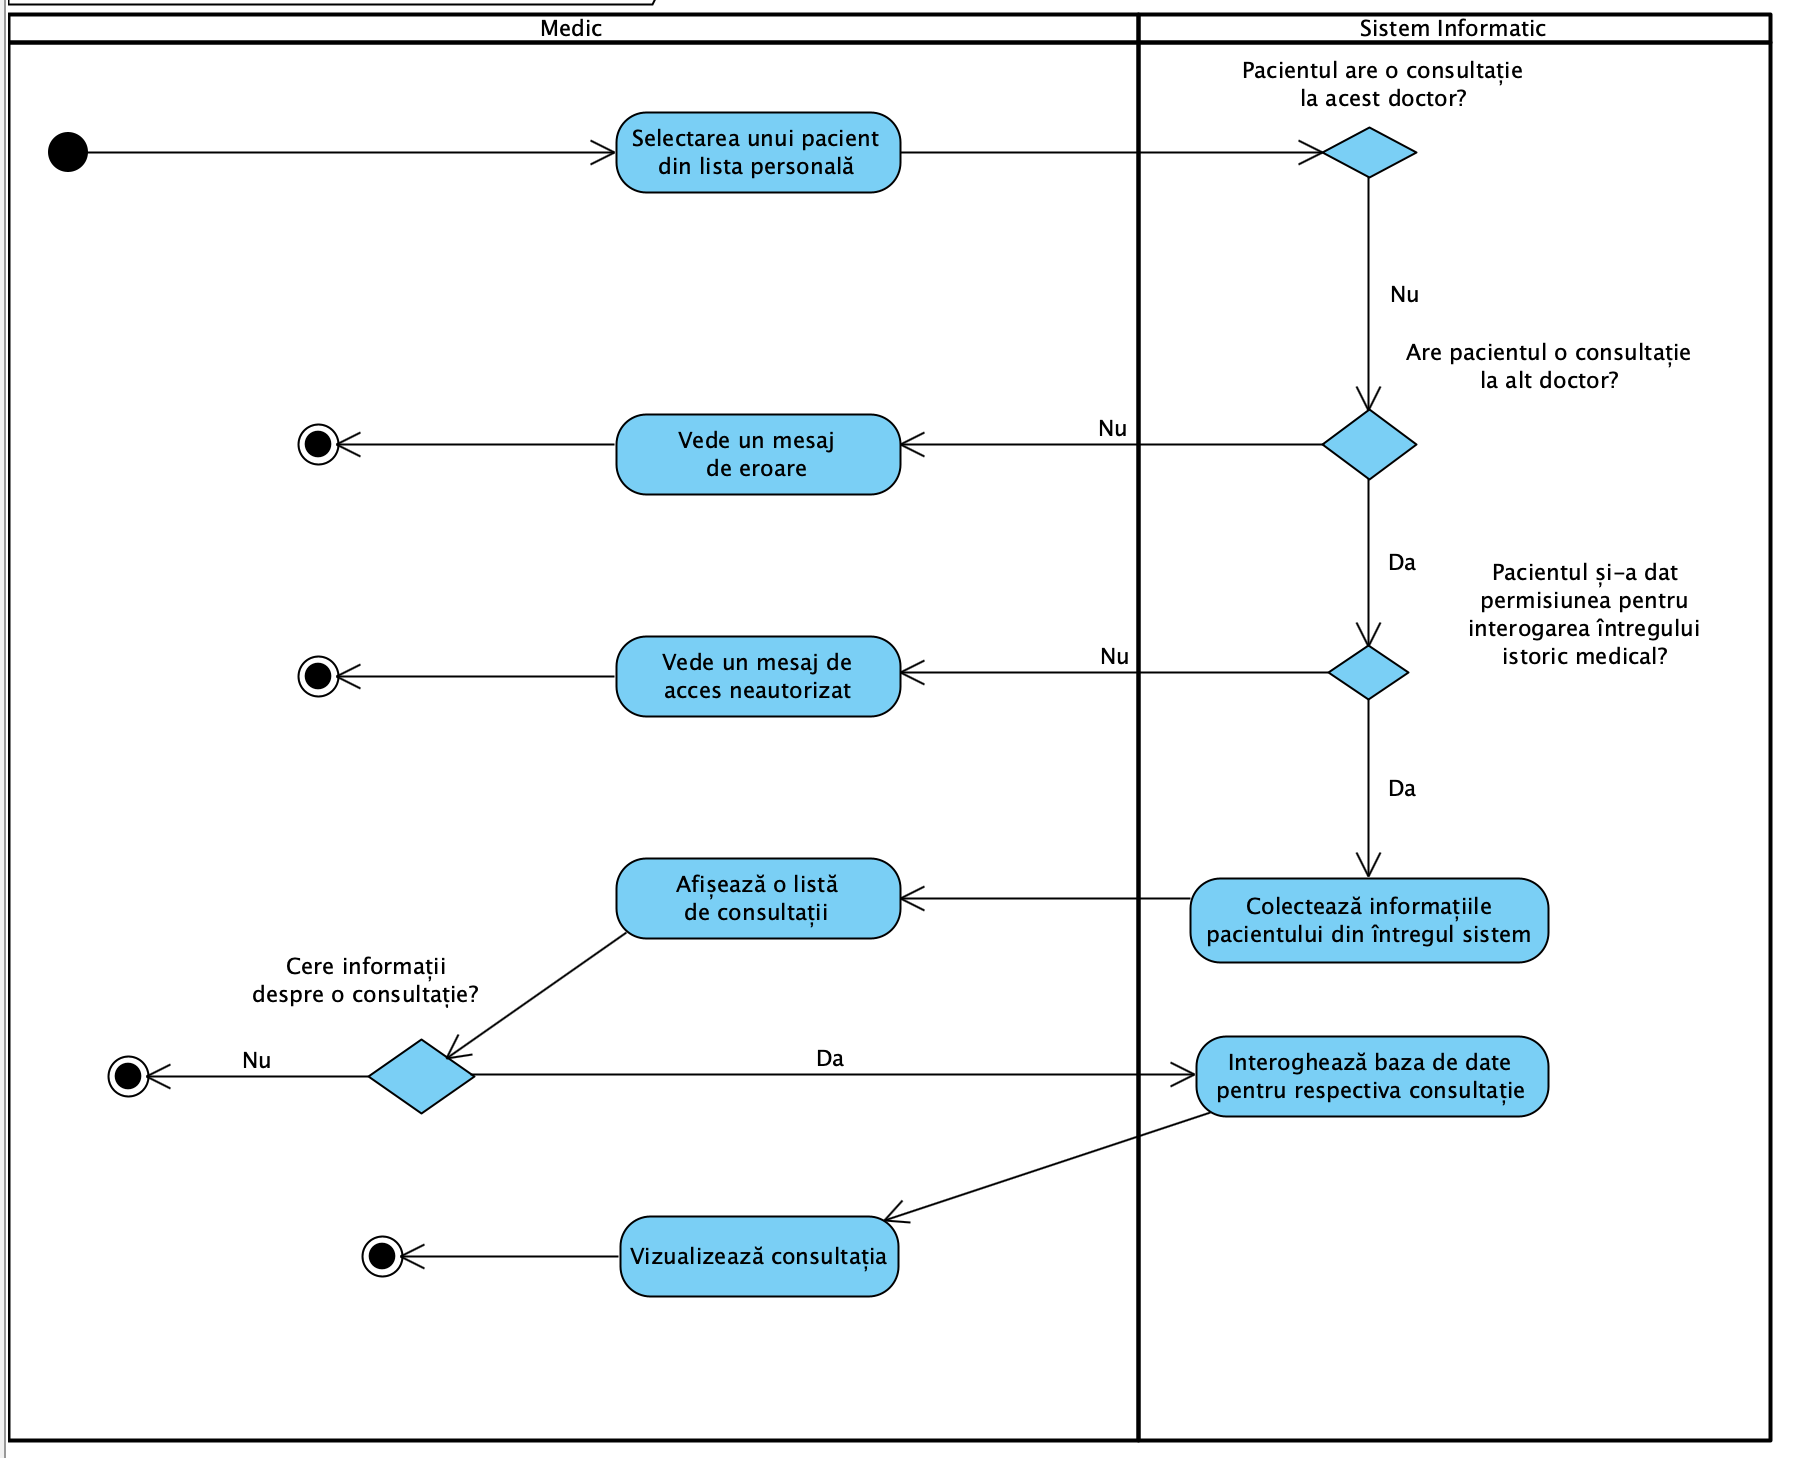 Medic
Sistem Informatic
Pacientul are o consultație
la acest doctor?
Selectarea unui pacient
din lista personală
Nu
Are pacientul o consultație
la alt doctor?
Nu
Vede un mesaj
de eroare
Da
Pacientul și-a dat
permisiunea pentru
interogarea întregului
istoric medical?
Nu
Vede un mesaj de
acces neautorizat
Da
Afișează o listă
de consultații
Colectează informațiile
pacientului din întregul sistem
Cere informații
despre o consultație?
Nu
Da
Interoghează baza de date
pentru respectiva consultație
Vizualizează consultația